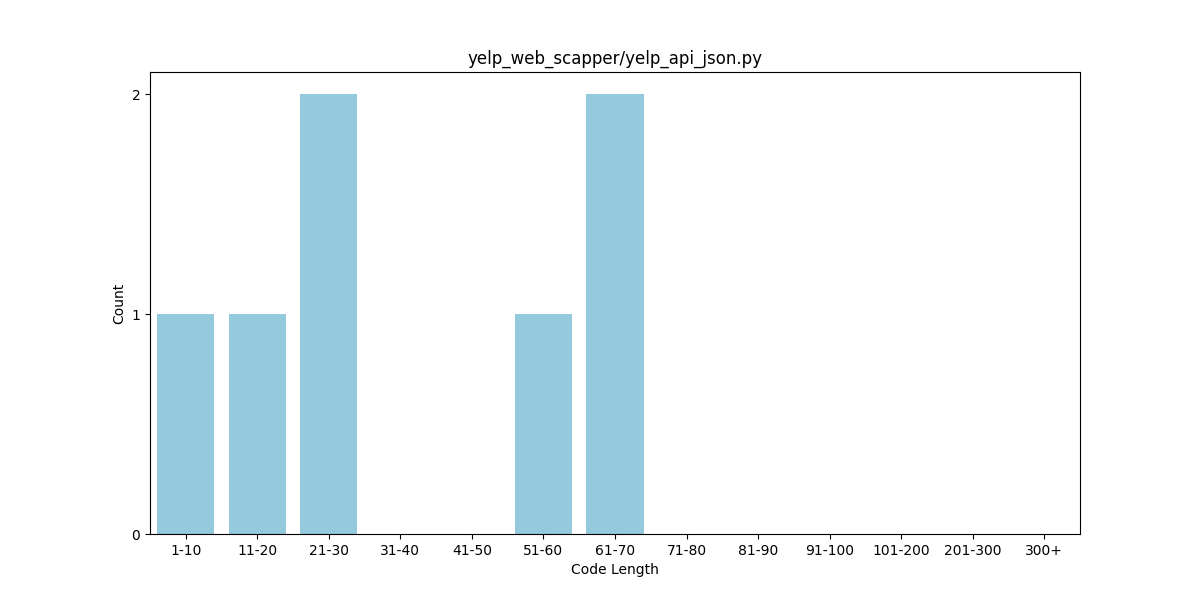 yelp_web_scapper/yelp_api_json.py
2
1
0
Count
1-10 11-20 21-30 31-40 41-50 51-60 61-70 71-80 81-90 91-100 101-200 201-300 300+
Code Length